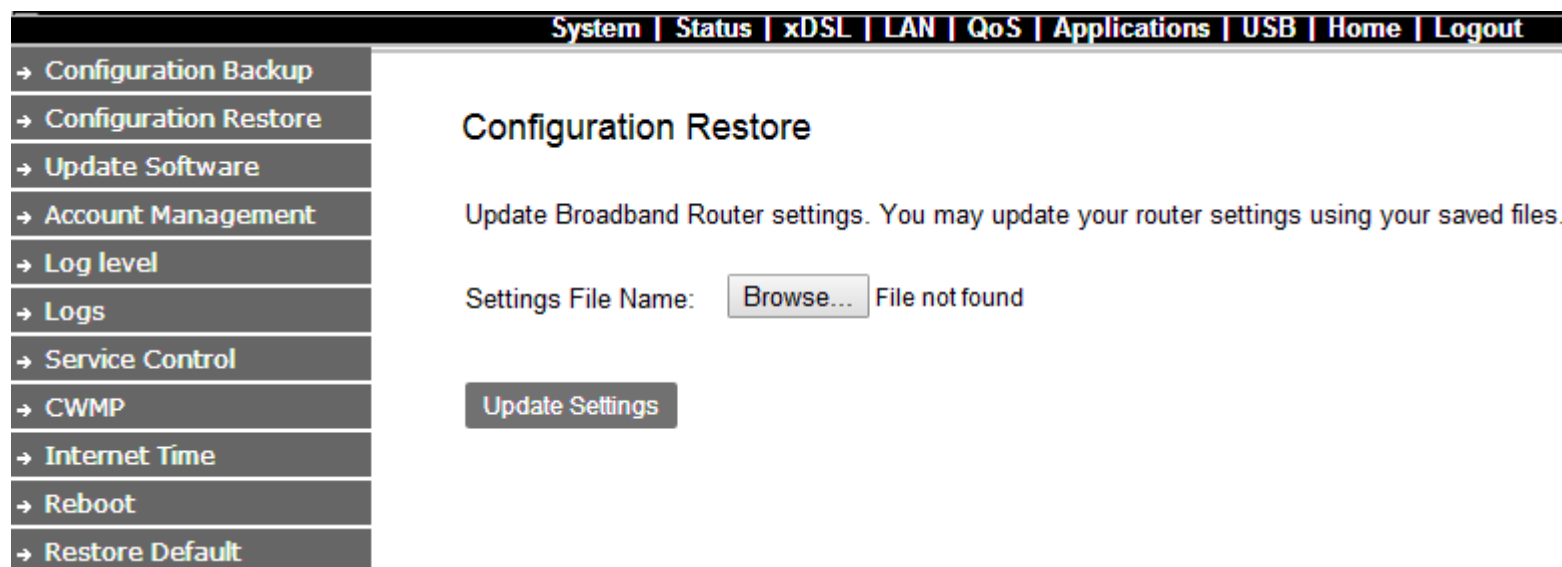 System | Status | xDSL | LAN | QoS | Applications | USB | Home | Logout
→ Configuration Backup
→ Configuration Restore
→ Update Software
→ Account Management
→ Log level
→ Logs
→ Service Control
→ CWMP
→ Internet Time
→ Reboot
→ Restore Default
Configuration Restore
Update Broadband Router settings. You may update your router settings using your saved files.
Settings File Name: Browse... File not found
Update Settings